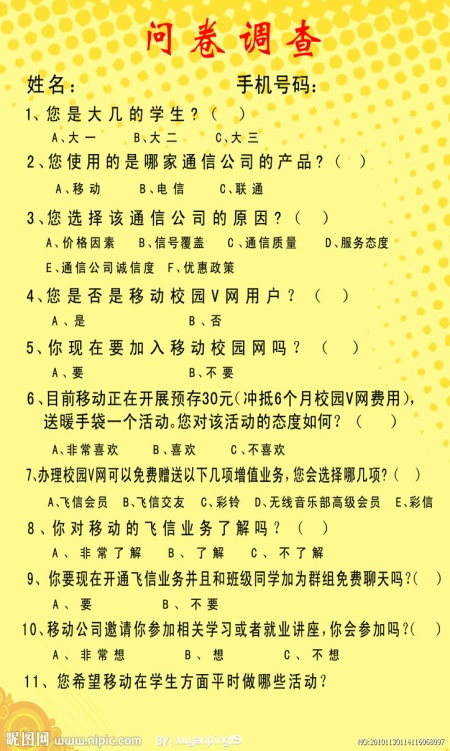 问卷调查
姓名： 手机号码：
1、您是大几的学生?（ ）
A、大一 B、大二 C、大三
2、您使用的是哪家通信公司的产品?（ ）
A、移动 B、电信 C、联通
3、您选择该通信公司的原因?（ ）
A、价格因素 B、信号覆盖 C、通信质量 D、服务态度
E、通信公司诚信度 F、优惠政策
4、您是否是移动校园V网用户?（ ）
A、是 B、否
5、你现在要加入移动校园网吗?（ ）
A、要 B、不要
6、目前移动正在开展预存30元（冲抵6个月校园V网费用），
送暖手袋一个活动。您对该活动的态度如何?（ ）
A、非常喜欢 B、喜欢 C、不喜欢
7、办理校园V网可以免费赠送以下几项增值业务，您会选择哪几项?（ ）
A、飞信会员 B、飞信交友 C、彩铃 D、无线音乐部高级会员 E、彩信
8、你对移动的飞信业务了解吗?（ ）
A、非常了解 B、了解 C、不了解
9、你要现在开通飞信业务并且和班级同学加为群组免费聊天吗?（ ）
A、要 B、不要
10、移动公司邀请你参加相关学习或者就业讲座，你会参加吗?（ ）
A、非常想 B、想 C、不想
11、您希望移动在学生方面平时做哪些活动?
昵图网 www.nipic.com BY: xuyanping9 NO:20101130114116068097